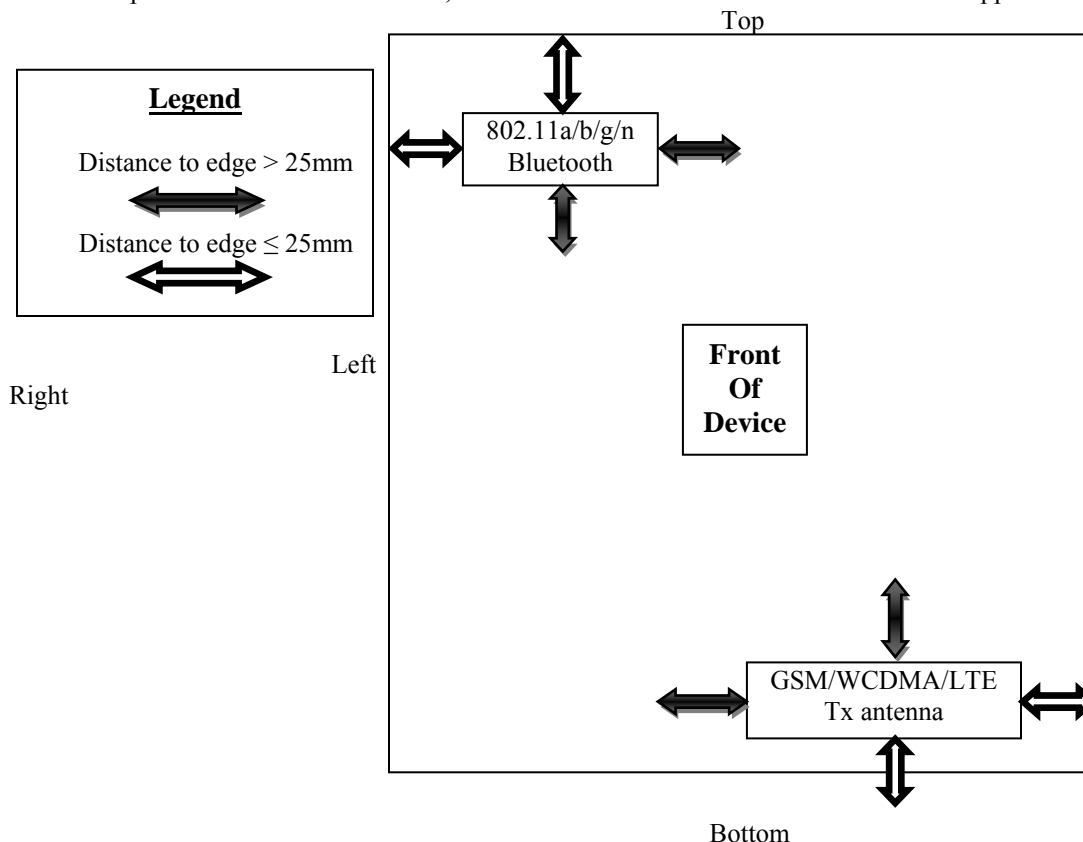 Top
Legend
Distance to edge > 25mm
Distance to edge ≤ 25mm
802.11a/b/g/n
Bluetooth
Left
Right
Front
Of
Device
GSM/WCDMA/LTE
Tx antenna
Bottom